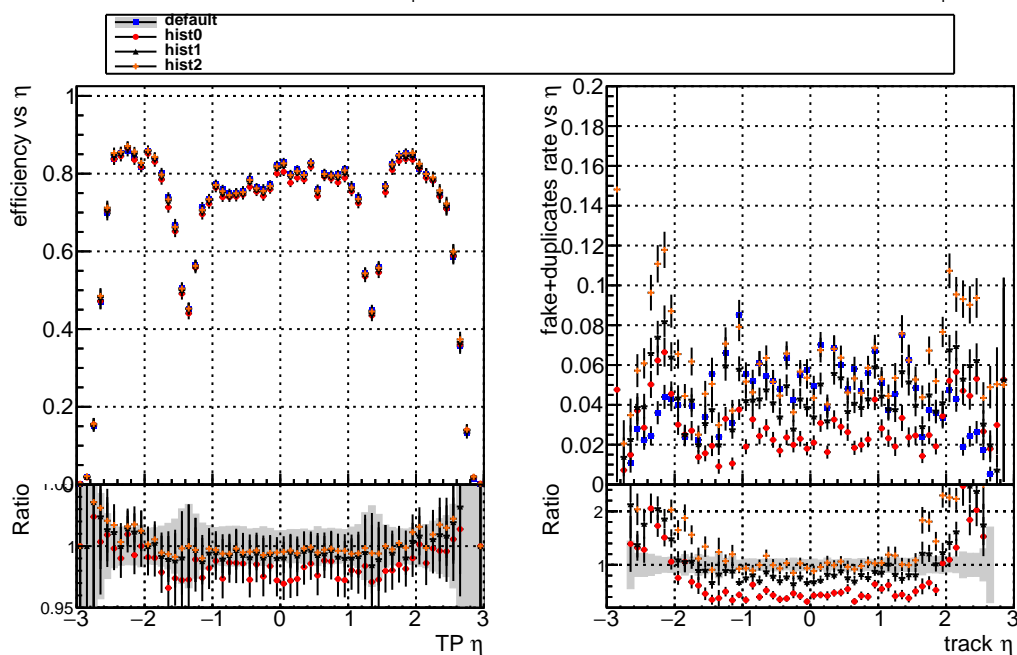 default
hist0
hist1
hist2
efficiency vs η
1
0.8
0.6
0.4
0.2
0
Ratio
1
0.95
−3 −2 −1 0 1 2 3
TP η
fake+duplicates rate vs η
0.2
0.18
0.16
0.14
0.12
0.1
0.08
0.06
0.04
0.02
0
Ratio
2
1
−3 −2 −1 0 1 2 3
track η